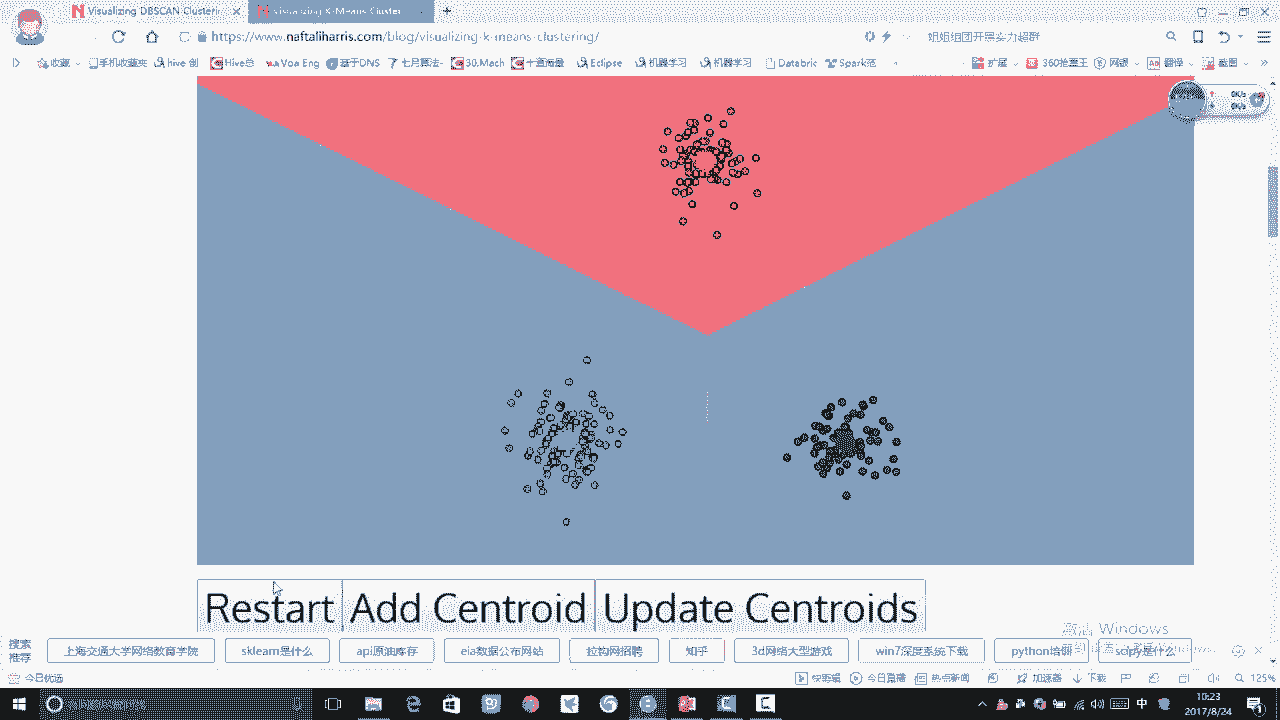 Visualizing DBSCAN Clusterin
Visualizing K-Means Cluster
https://www.naftaliharris.com/blog/visualizing-k-means-clustering/
姐姐组团开黑实力超群
收藏
手机收藏夹
hive 创
Hive总
Voa Eng
基于DNS
七月算法-
30.Mach
十重海量
Eclipse
机器学习
机器学习
Databric
Spark范
扩展
360抢票王
网银
翻译
截图
Restart
Add Centroid
Update Centroids
Windows
搜索
推荐
上海交通大学网络教育学院
sklearn是什么
api原油库存
eia数据公布网站
拉钩网招聘
知乎
3d网络大型游戏
win7深度系统下载
python培训
scipy是什么
今日优选
快剪辑
今日直播
热点新闻
加速器
下载
125%
中
10:23
2017/8/24